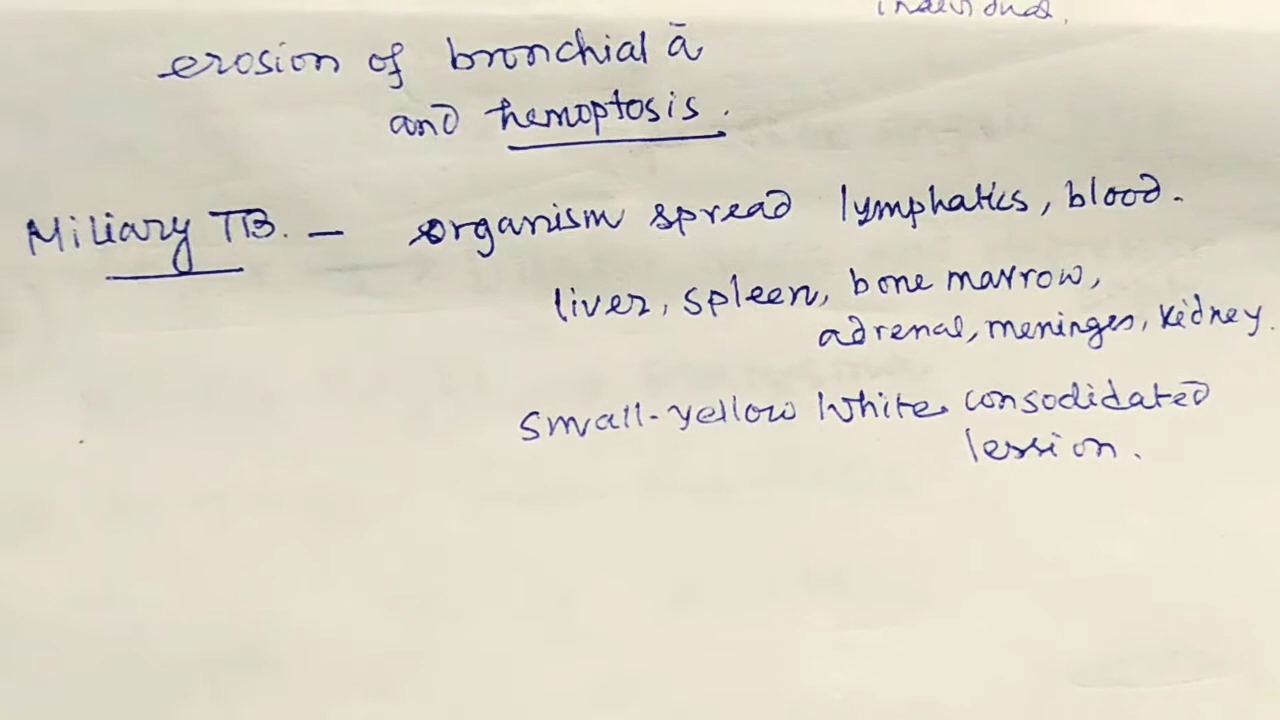 individual.
erosion of bronchial ā
and hemoptosis.
Miliary TB. — organism spread lymphatics, blood.
liver, spleen, bone marrow,
adrenal, meninges, kidney.
small-yellow white consodidated
lession.